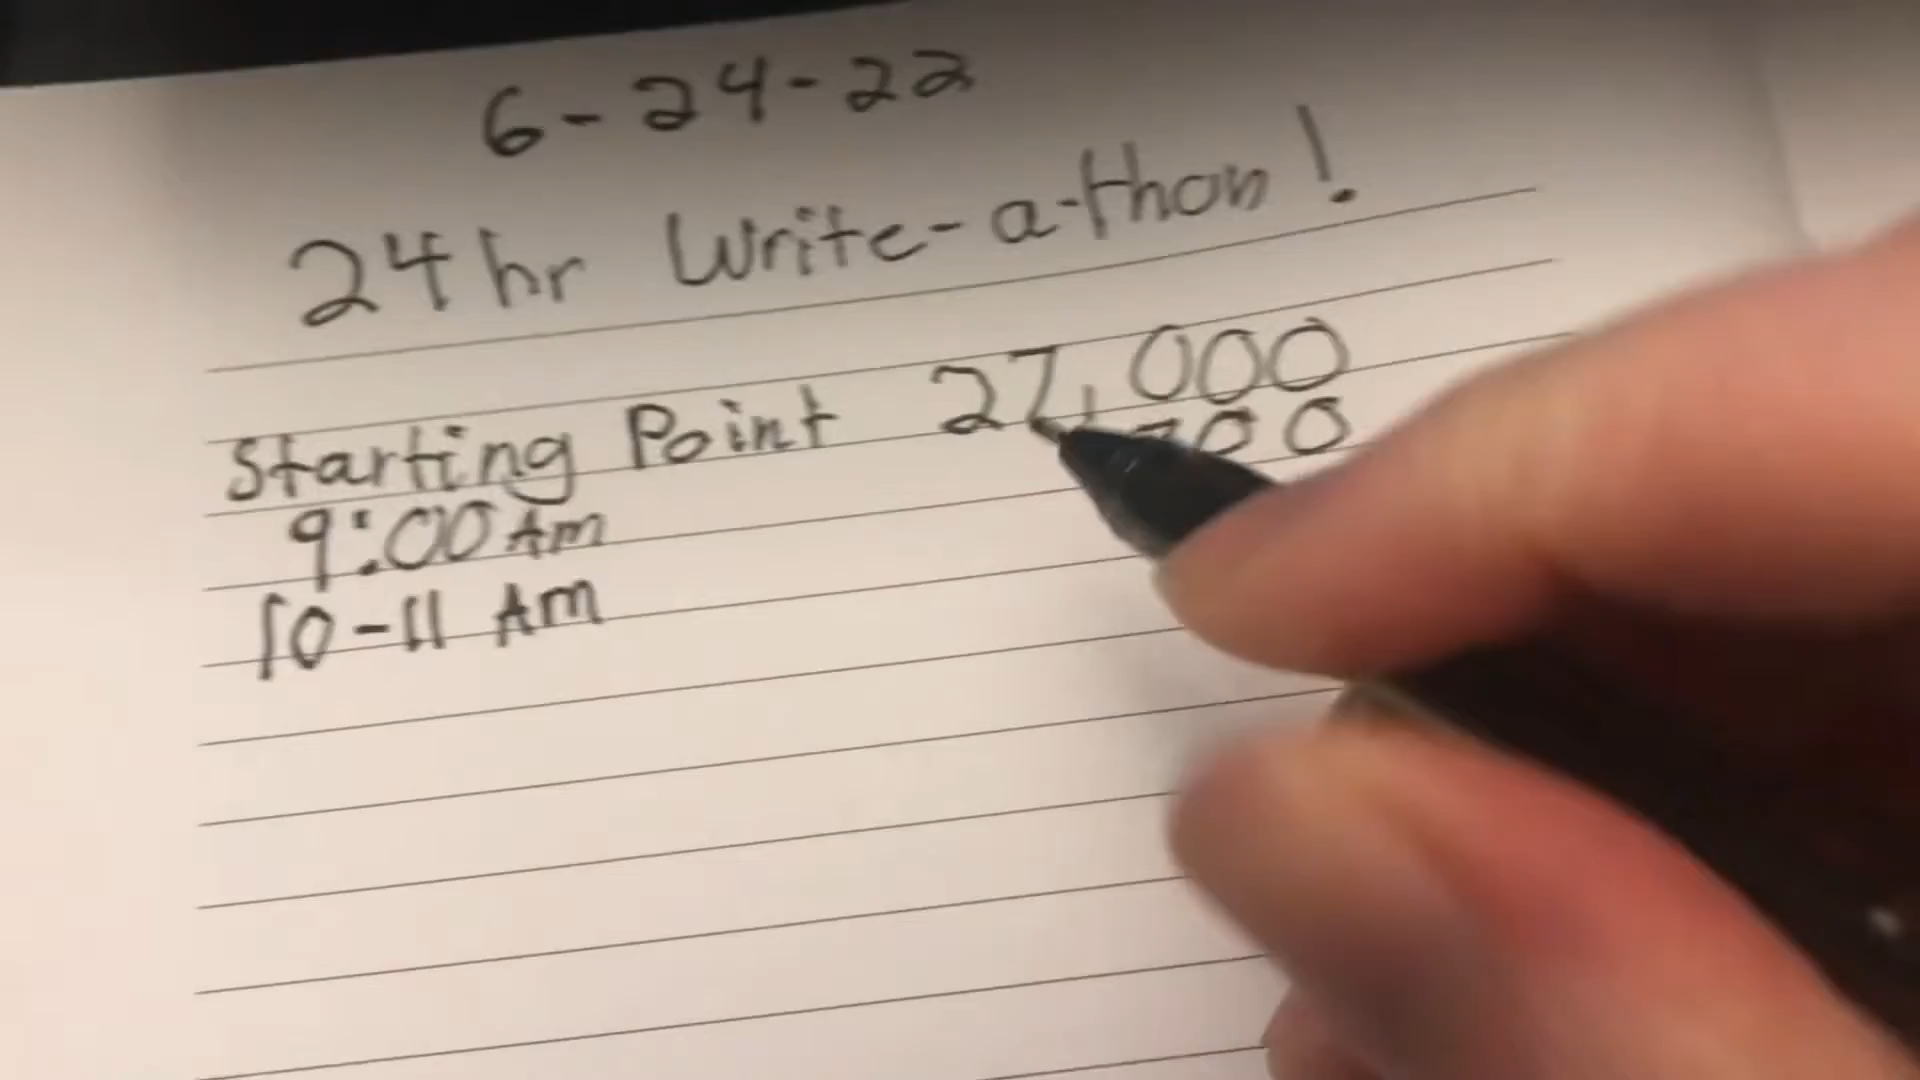 6-24-22
24hr Write-a-thon!
Starting Point 27,000
9:00 Am
10-11 Am